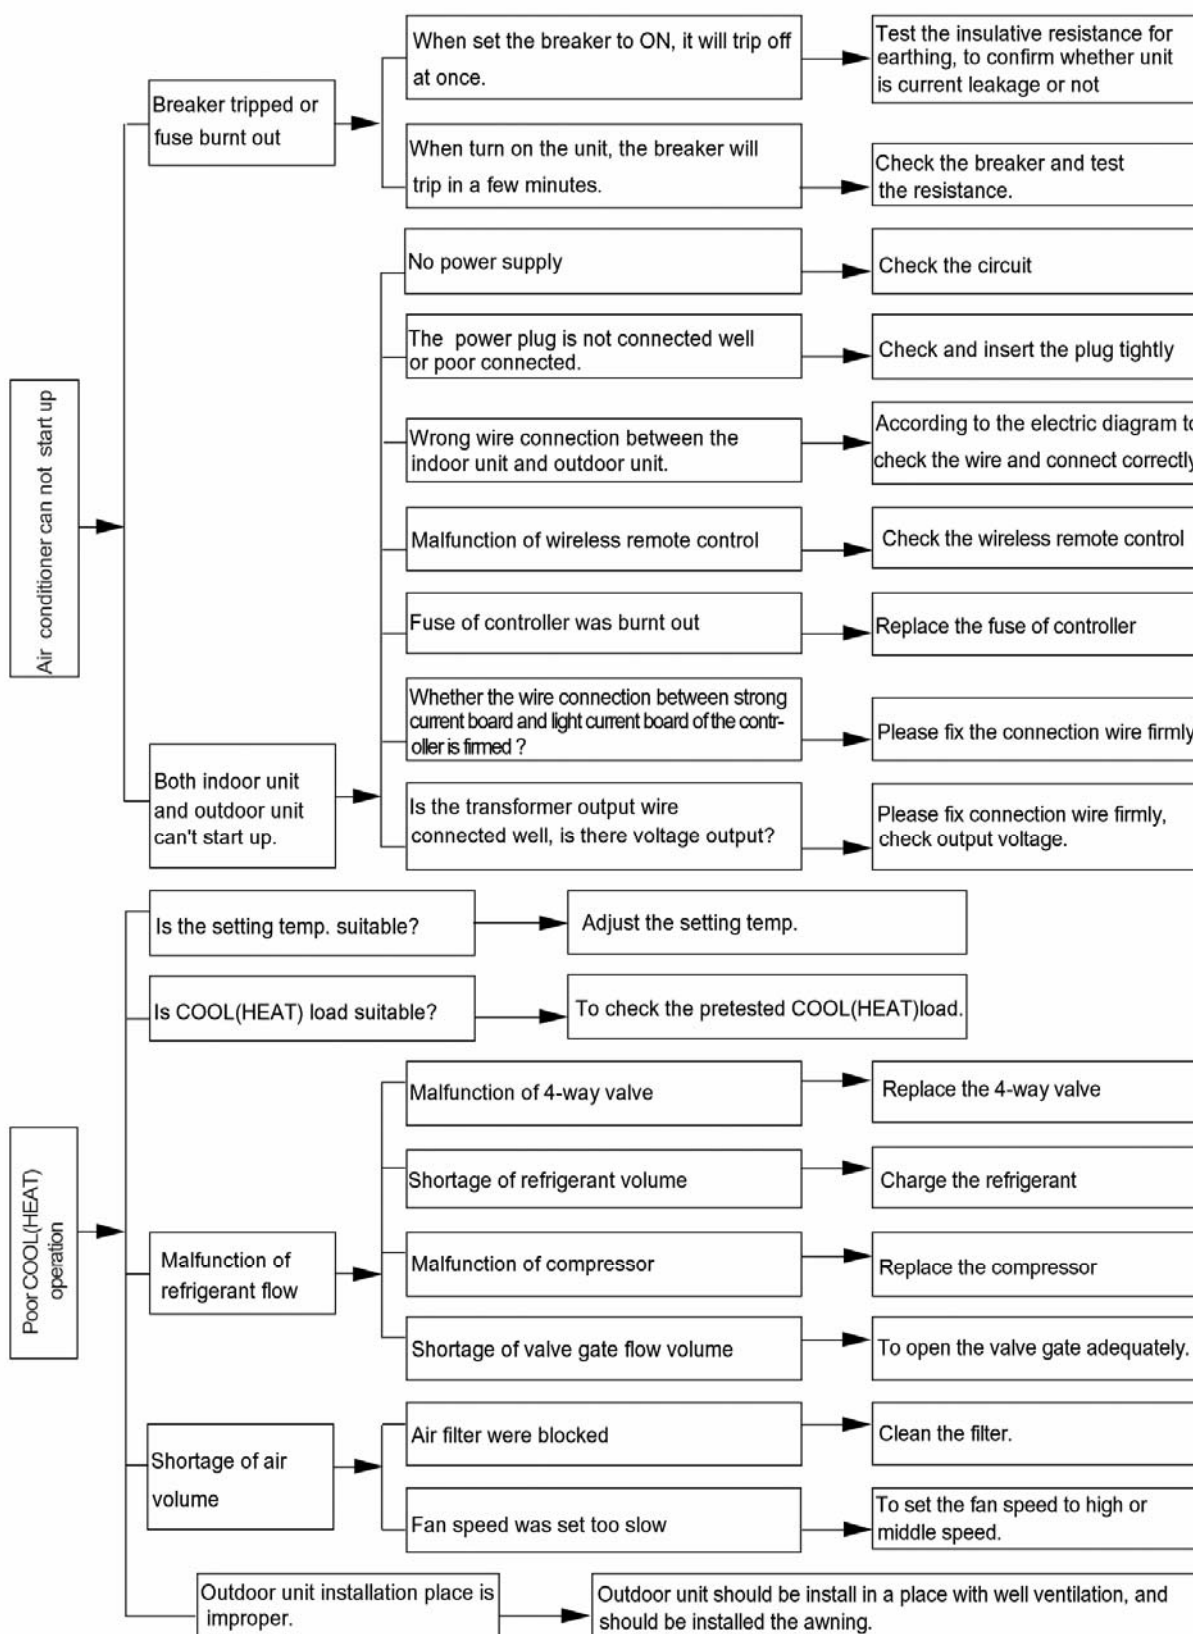 Air conditioner can not start up
Breaker tripped or
fuse burnt out
When set the breaker to ON, it will trip off
at once.
Test the insulative resistance for
earthing, to confirm whether unit
is current leakage or not
When turn on the unit, the breaker will
trip in a few minutes.
Check the breaker and test
the resistance.
Both indoor unit
and outdoor unit
can't start up.
No power supply
Check the circuit
The power plug is not connected well
or poor connected.
Check and insert the plug tightly
Wrong wire connection between the
indoor unit and outdoor unit.
According to the electric diagram to
check the wire and connect correctly
Malfunction of wireless remote control
Check the wireless remote control
Fuse of controller was burnt out
Replace the fuse of controller
Whether the wire connection between strong
current board and light current board of the contr-
oller is firmed ?
Please fix the connection wire firmly
Is the transformer output wire
connected well, is there voltage output?
Please fix connection wire firmly,
check output voltage.
Poor COOL(HEAT)
operation
Is the setting temp. suitable?
Adjust the setting temp.
Is COOL(HEAT) load suitable?
To check the pretested COOL(HEAT)load.
Malfunction of
refrigerant flow
Malfunction of 4-way valve
Replace the 4-way valve
Shortage of refrigerant volume
Charge the refrigerant
Malfunction of compressor
Replace the compressor
Shortage of valve gate flow volume
To open the valve gate adequately.
Shortage of air
volume
Air filter were blocked
Clean the filter.
Fan speed was set too slow
To set the fan speed to high or
middle speed.
Outdoor unit installation place is
improper.
Outdoor unit should be install in a place with well ventilation, and
should be installed the awning.